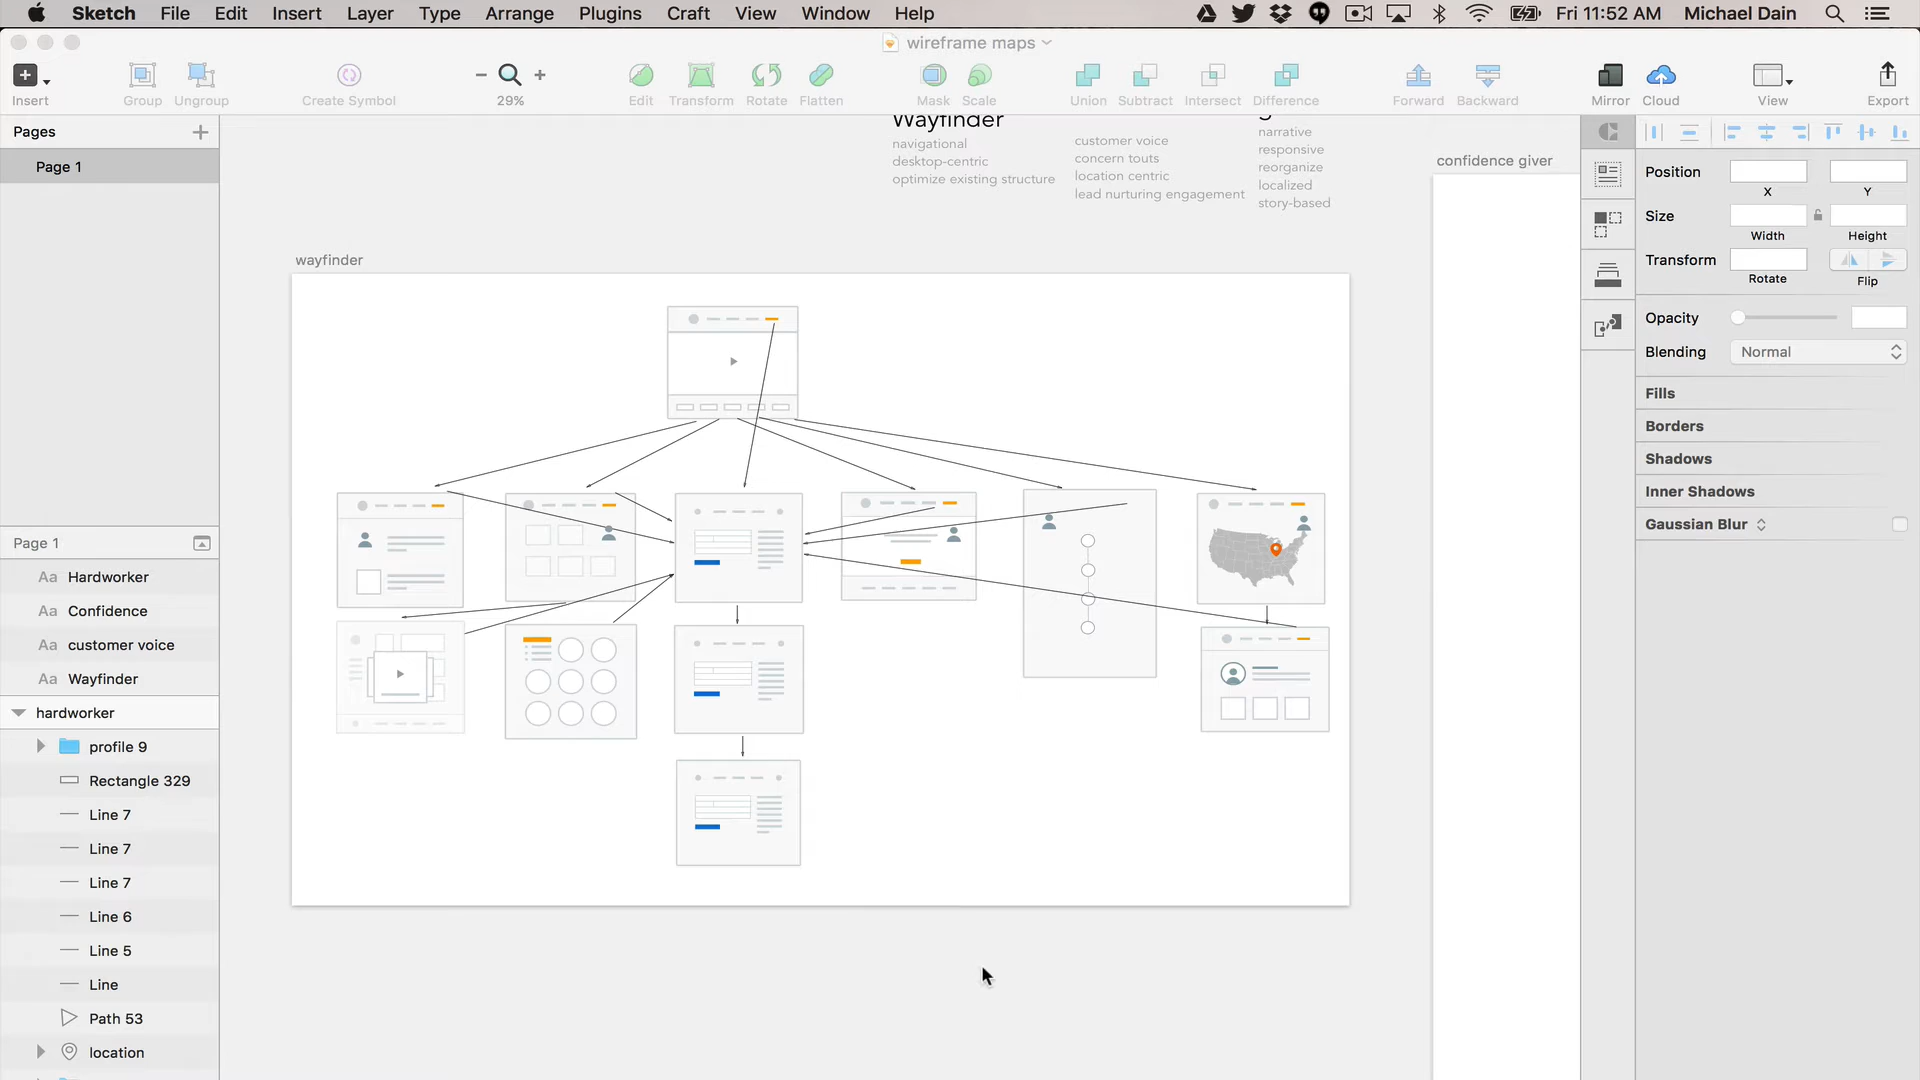 Sketch File Edit Insert Layer Type Arrange Plugins Craft View Window Help Fri 11:52 AM Michael Dain
wireframe maps
Insert Group Ungroup Create Symbol 29% Edit Transform Rotate Flatten Mask Scale Union Subtract Intersect Difference Forward Backward Mirror Cloud View Export
Pages
Page 1
Page 1
Aa Hardworker
Aa Confidence
Aa customer voice
Aa Wayfinder
hardworker
profile 9
Rectangle 329
Line 7
Line 7
Line 7
Line 6
Line 5
Line
Path 53
location
Wayfinder
navigational
desktop-centric
optimize existing structure
customer voice
concern touts
location centric
lead nurturing engagement
narrative
responsive
reorganize
localized
story-based
wayfinder
confidence giver
Position
X Y
Size
Width Height
Transform
Rotate Flip
Opacity
Blending Normal
Fills
Borders
Shadows
Inner Shadows
Gaussian Blur